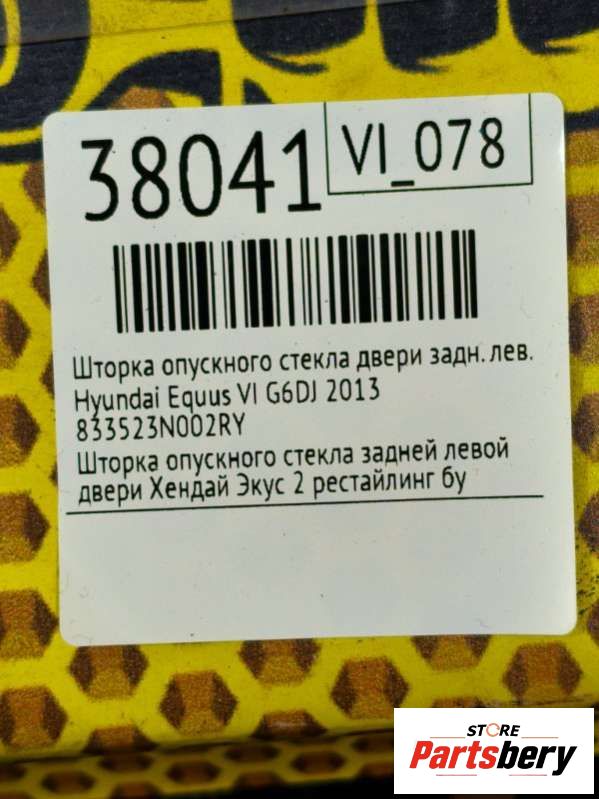 38041
VI_078
Шторка опускного стекла двери задн. лев.
Hyundai Equus VI G6DJ 2013
833523N002RY
Шторка опускного стекла задней левой
двери Хендай Экус 2 рестайлинг бу
STORE
Partsbery